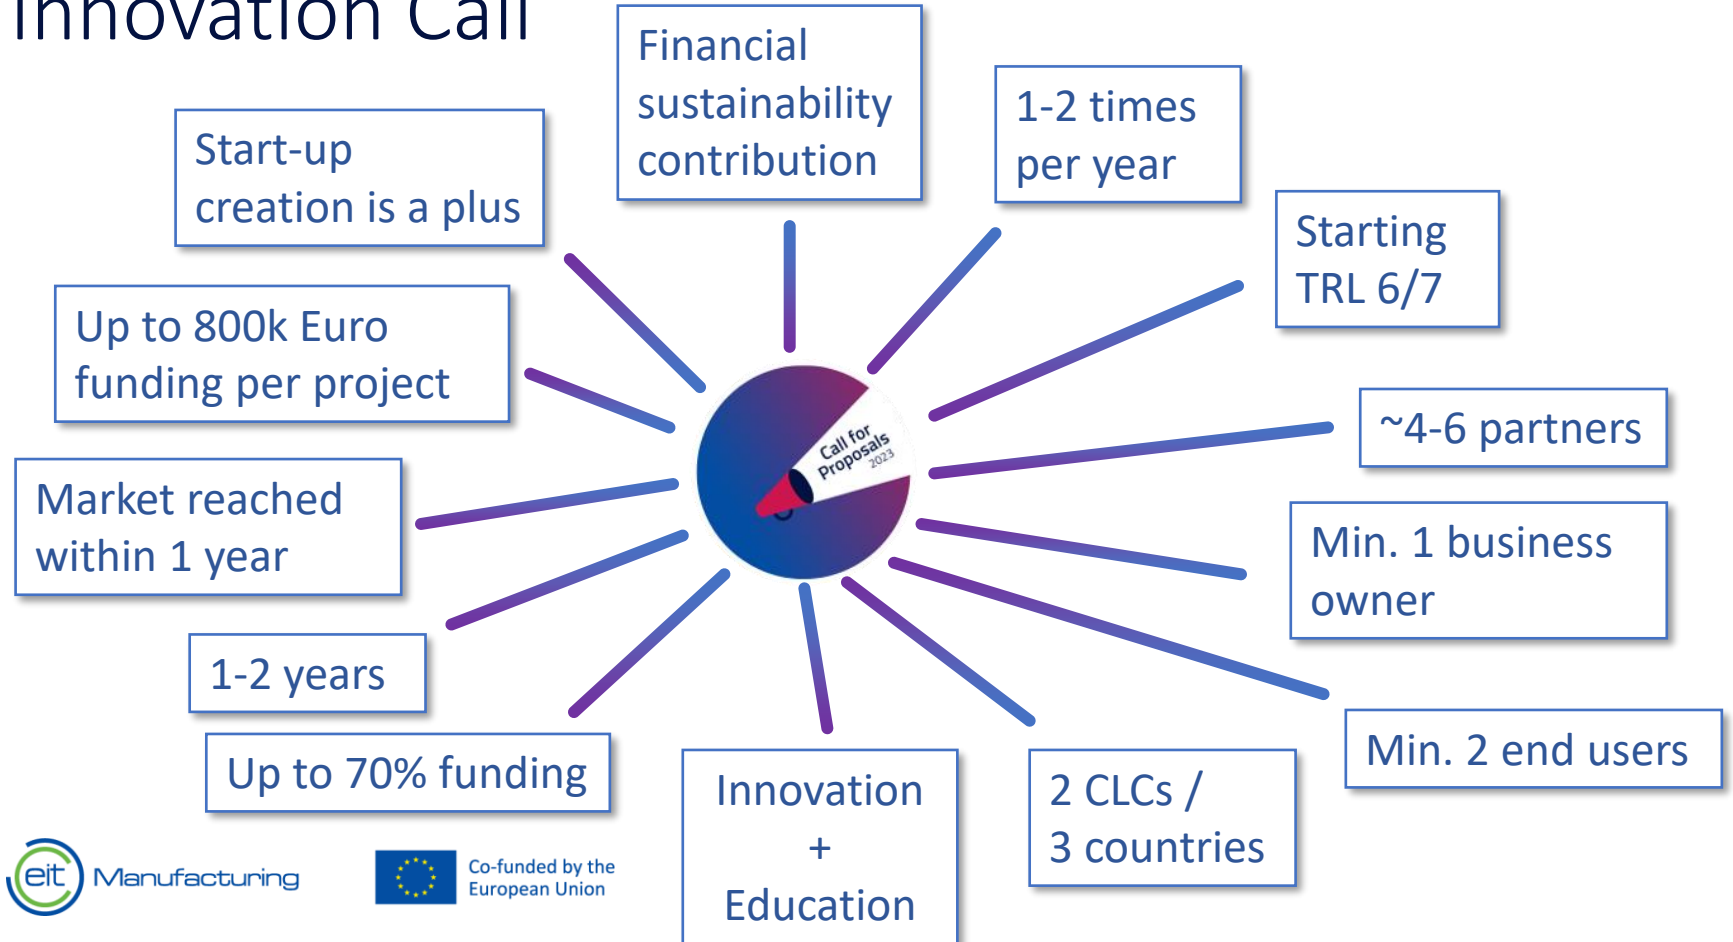 Innovation Call
Financial
sustainability
contribution
1-2 times
per year
Start-up
creation is a plus
Starting
TRL 6/7
Up to 800k Euro
funding per project
~4-6 partners
Call for
Proposals
2023
Market reached
within 1 year
Min. 1 business
owner
1-2 years
Min. 2 end users
Up to 70% funding
Innovation
+
Education
2 CLCs /
3 countries
eit Manufacturing
Co-funded by the
European Union